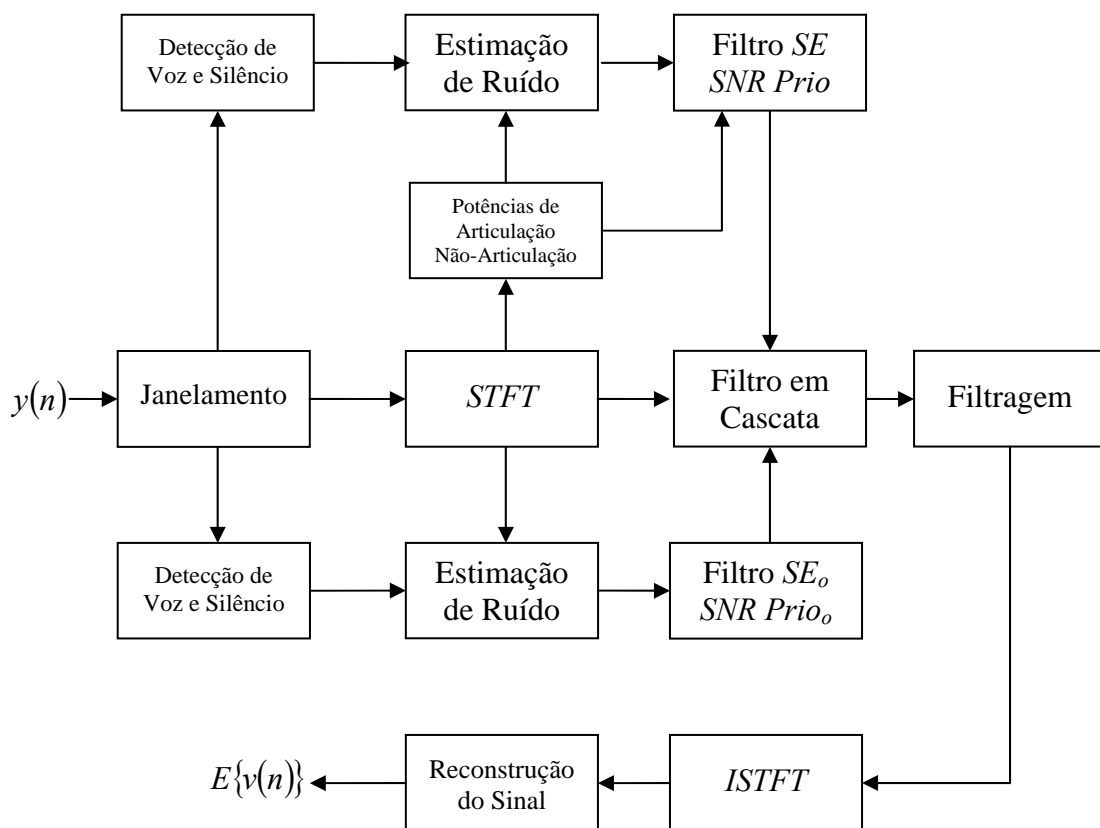 Detecção de
Voz e Silêncio
Estimação
de Ruído
Filtro SE
SNR Prio
Potências de
Articulação
Não-Articulação
y(n)
Janelamento
STFT
Filtro em
Cascata
Filtragem
Detecção de
Voz e Silêncio
Estimação
de Ruído
Filtro SEₒ
SNR Prioₒ
E{v(n)}
Reconstrução
do Sinal
ISTFT